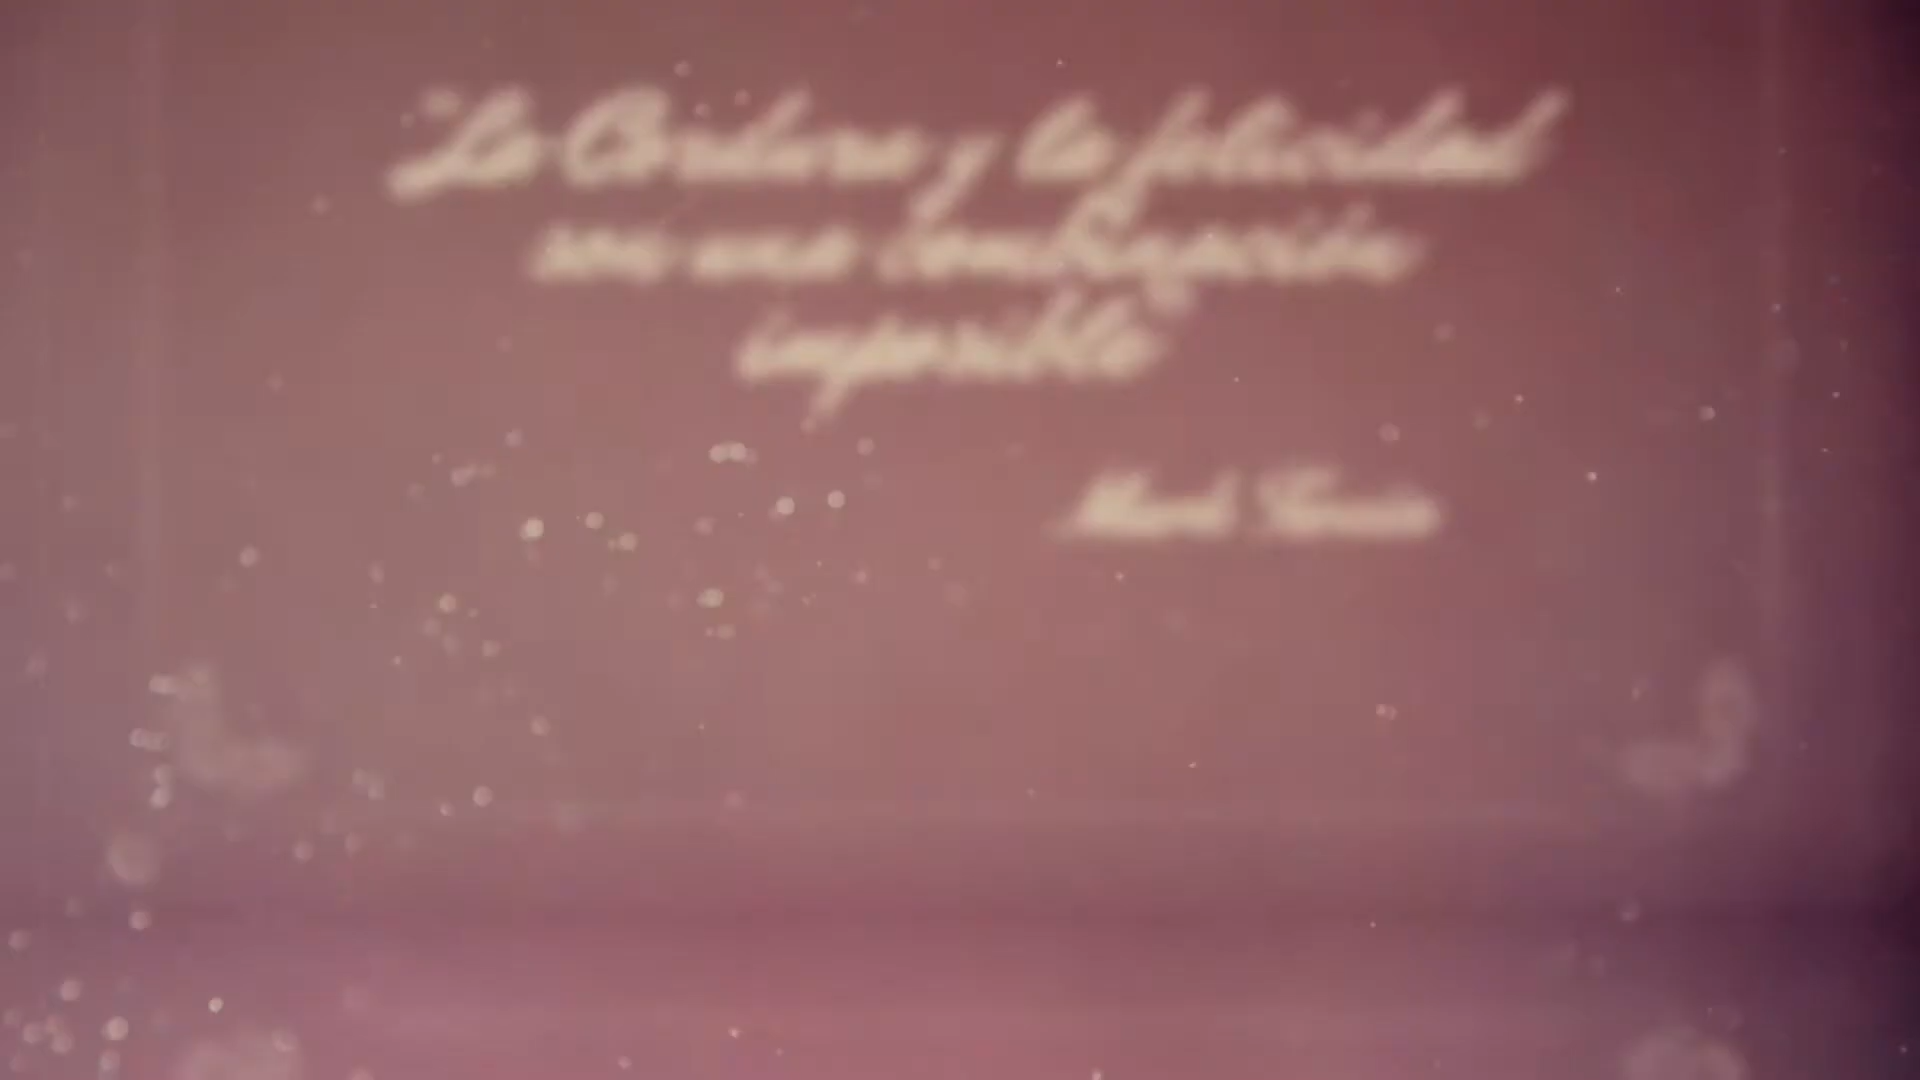 "La Cordura y la felicidad
son una combinación
imposible"
Mark Twain